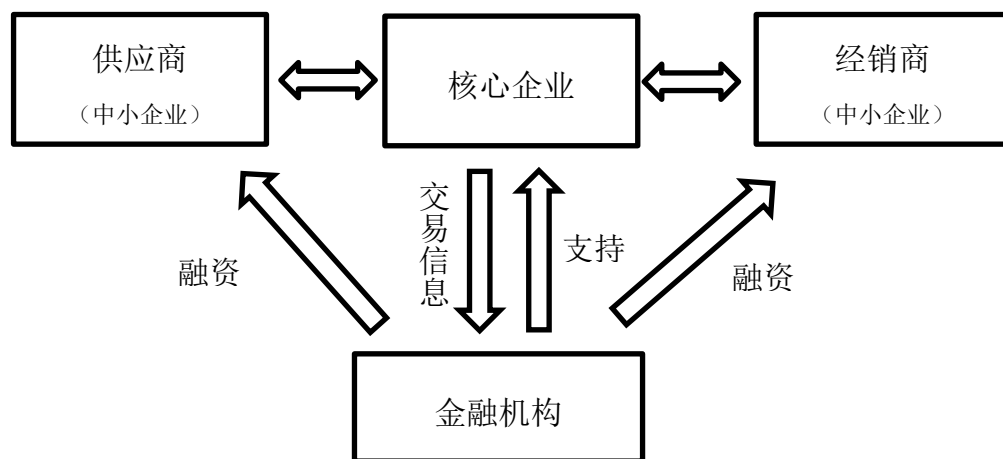 供应商
（中小企业）
核心企业
经销商
（中小企业）
交易信息
支持
融资
融资
金融机构